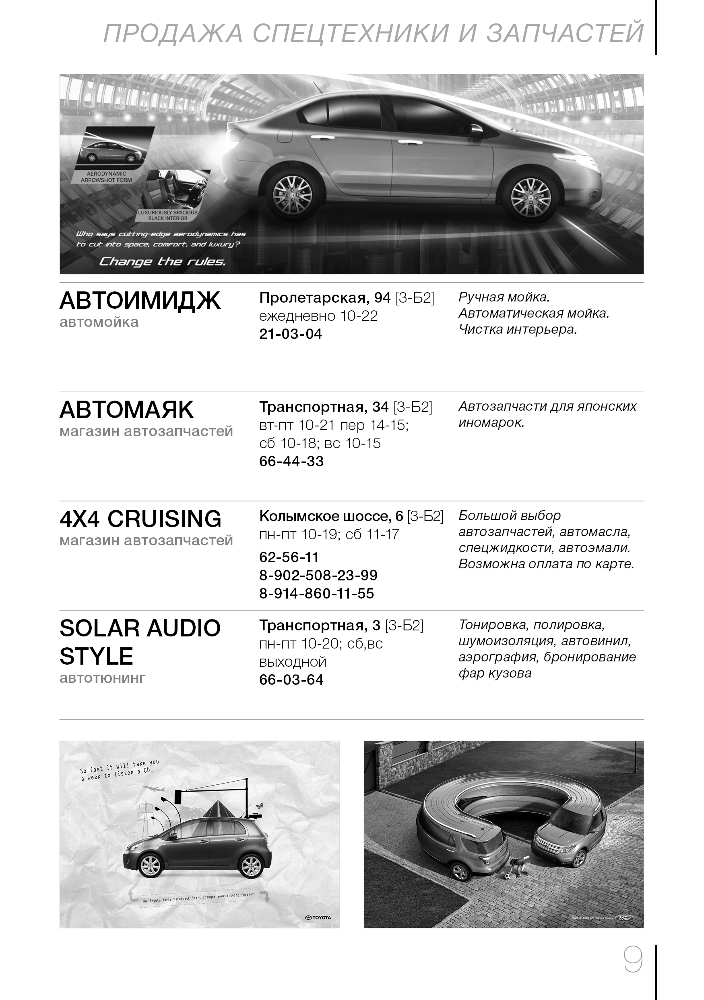 ПРОДАЖА СПЕЦТЕХНИКИ И ЗАПЧАСТЕЙ
AERODYNAMIC
ARROWSHOT FORM
LUXURIOUSLY SPACIOUS
BLACK INTERIOR
Who says cutting-edge aerodynamics has
to cut into space, comfort, and luxury?
Change the rules.
АВТОИМИДЖ
автомойка
Пролетарская, 94 [3-Б2]
ежедневно 10-22
21-03-04
Ручная мойка.
Автоматическая мойка.
Чистка интерьера.
АВТОМАЯК
магазин автозапчастей
Транспортная, 34 [3-Б2]
вт-пт 10-21 пер 14-15;
сб 10-18; вс 10-15
66-44-33
Автозапчасти для японских
иномарок.
4X4 CRUISING
магазин автозапчастей
Колымское шоссе, 6 [3-Б2]
пн-пт 10-19; сб 11-17
62-56-11
8-902-508-23-99
8-914-860-11-55
Большой выбор
автозапчастей, автомасла,
спецжидкости, автоэмали.
Возможна оплата по карте.
SOLAR AUDIO
STYLE
автотюнинг
Транспортная, 3 [3-Б2]
пн-пт 10-20; сб,вс
выходной
66-03-64
Тонировка, полировка,
шумоизоляция, автовинил,
аэрография, бронирование
фар кузова
So fast it will take you
a week to listen a CD.
The Toyota Yaris Hatchback Sport changes your driving forever.
TOYOTA
New EXPLORER with rear view camera
Ford
9